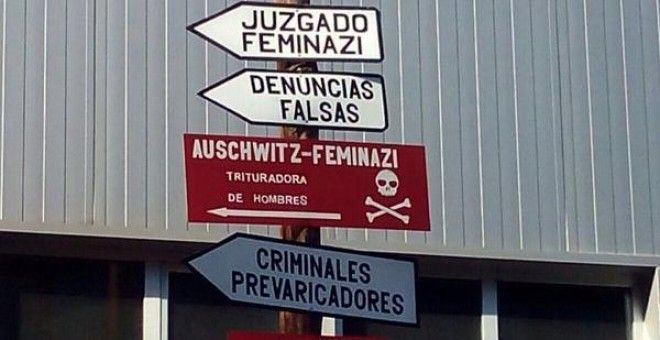 JUZGADO
FEMINAZI
DENUNCIAS
FALSAS
AUSCHWITZ-FEMINAZI
TRITURADORA
DE HOMBRES
CRIMINALES
PREVARICADORES